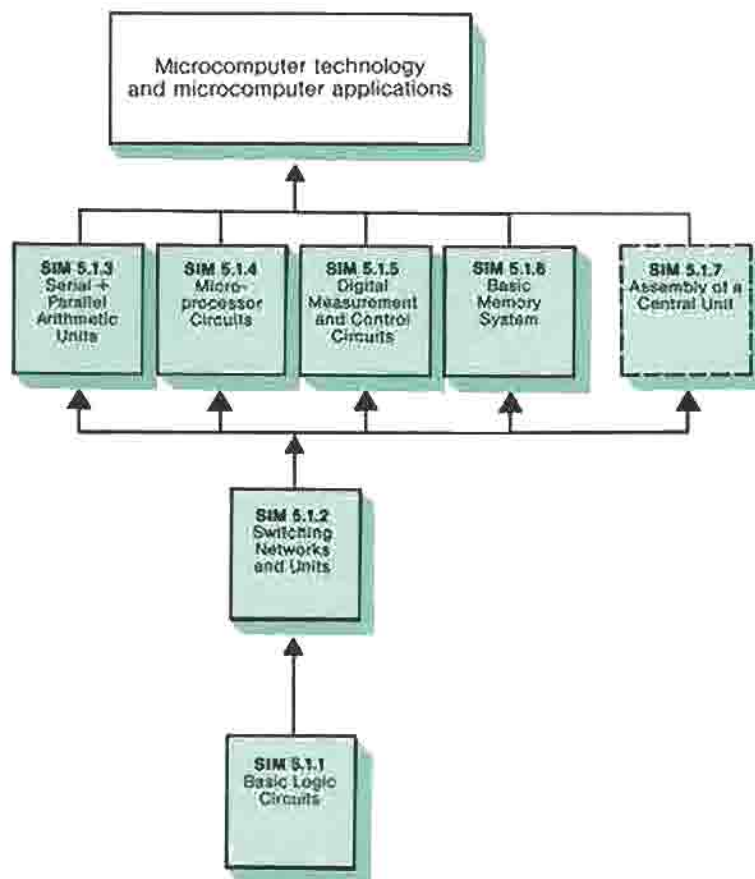 Microcomputer technology
and microcomputer applications
SIM 5.1.3
Serial +
Parallel
Arithmetic
Units
SIM 5.1.4
Micro-
processor
Circuits
SIM 5.1.5
Digital
Measurement
and Control
Circuits
SIM 5.1.6
Basic
Memory
System
SIM 5.1.7
Assembly of a
Central Unit
SIM 5.1.2
Switching
Networks
and Units
SIM 5.1.1
Basic Logic
Circuits